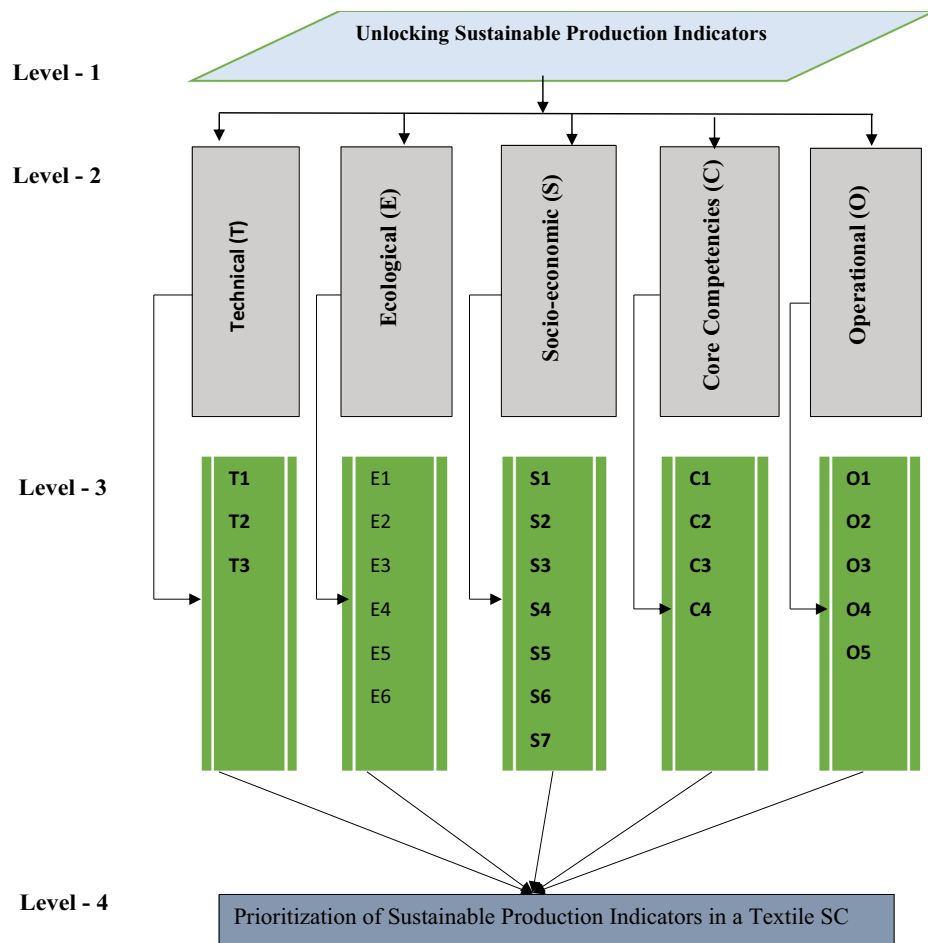 Unlocking Sustainable Production Indicators
Level - 1
Level - 2
Technical (T)
Ecological (E)
Socio-economic (S)
Core Competencies (C)
Operational (O)
Level - 3
T1
T2
T3
E1
E2
E3
E4
E5
E6
S1
S2
S3
S4
S5
S6
S7
C1
C2
C3
C4
O1
O2
O3
O4
O5
Level - 4
Prioritization of Sustainable Production Indicators in a Textile SC